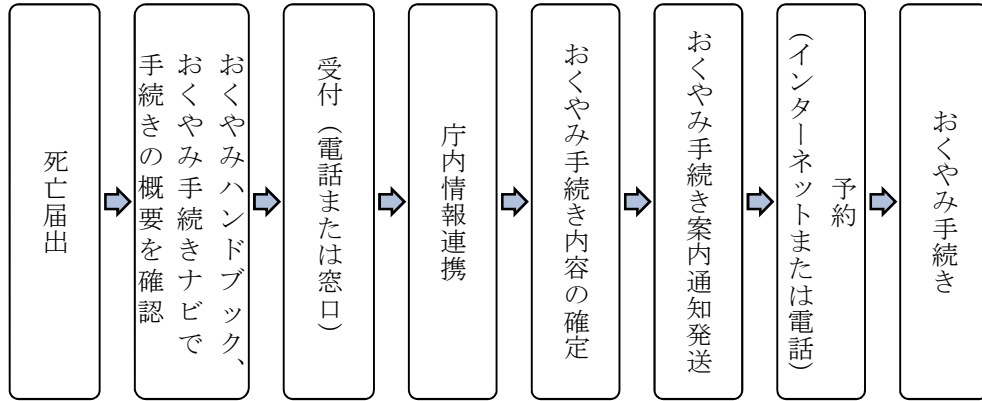 死亡届出
おくやみハンドブック、
おくやみ手続きナビで
手続きの概要を確認
受付（電話または窓口）
庁内情報連携
おくやみ手続き内容の確定
おくやみ手続き案内通知発送
予約
（インターネットまたは電話）
おくやみ手続き